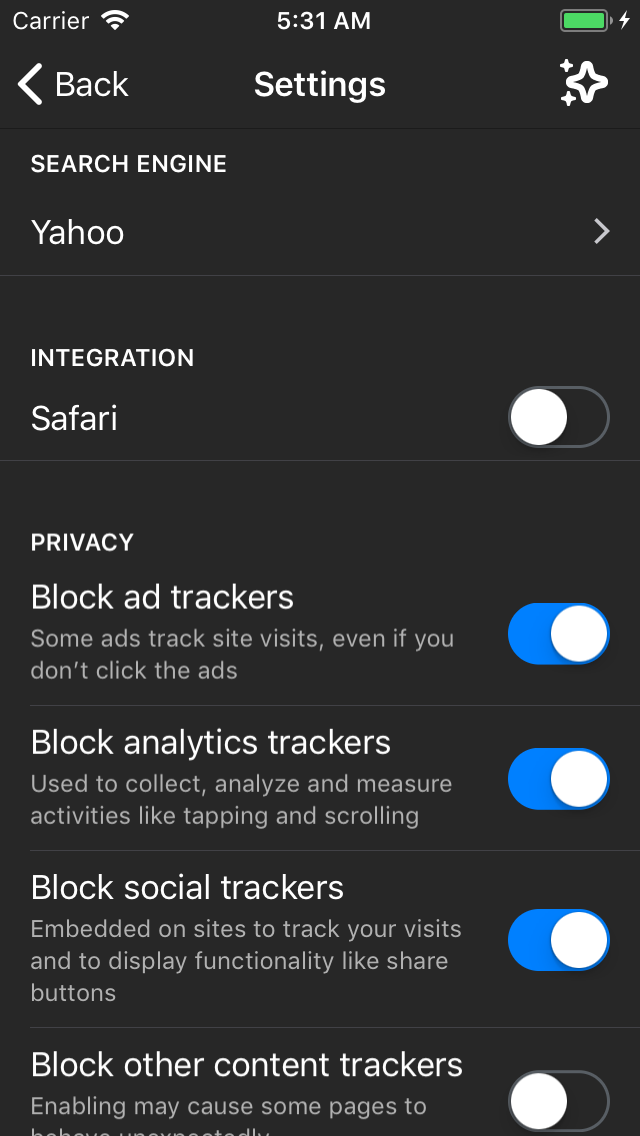 Carrier 5:31 AM
Back Settings
SEARCH ENGINE
Yahoo
INTEGRATION
Safari
PRIVACY
Block ad trackers
Some ads track site visits, even if you
don’t click the ads
Block analytics trackers
Used to collect, analyze and measure
activities like tapping and scrolling
Block social trackers
Embedded on sites to track your visits
and to display functionality like share
buttons
Block other content trackers
Enabling may cause some pages to
behave unexpectedly